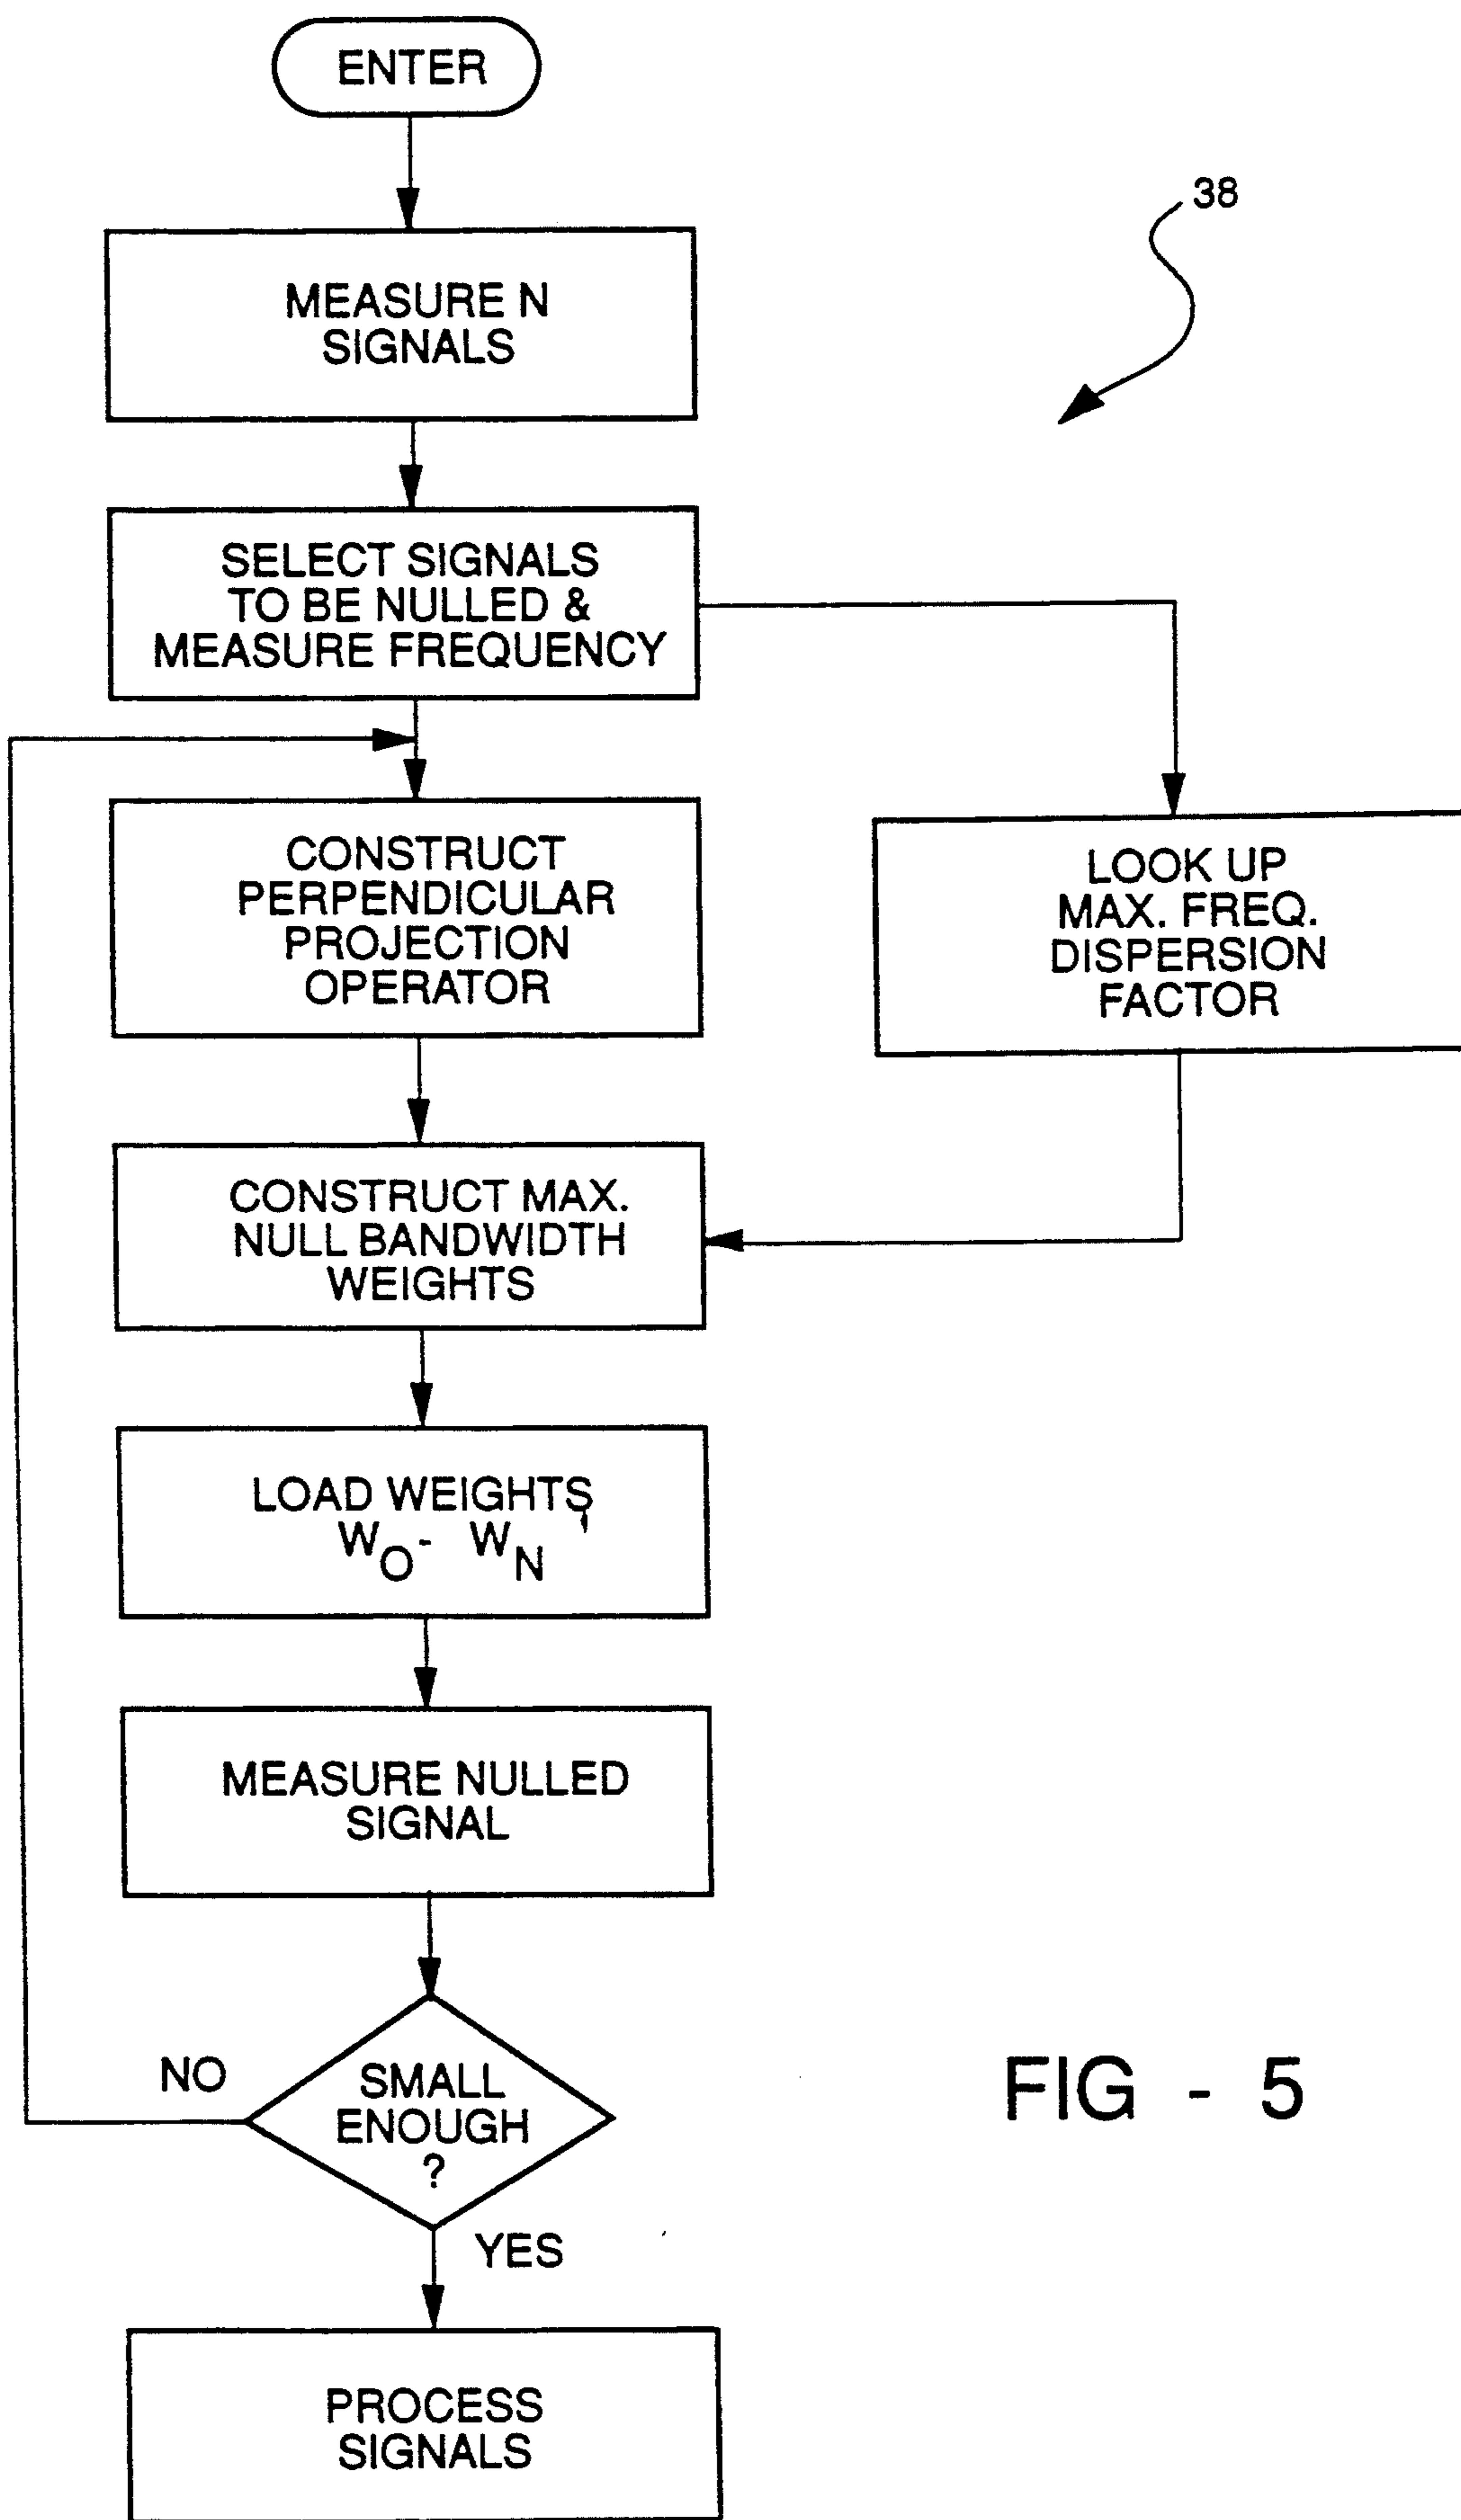 ENTER
38
MEASURE N
SIGNALS
SELECT SIGNALS
TO BE NULLED &
MEASURE FREQUENCY
CONSTRUCT
PERPENDICULAR
PROJECTION
OPERATOR
LOOK UP
MAX. FREQ.
DISPERSION
FACTOR
CONSTRUCT MAX.
NULL BANDWIDTH
WEIGHTS
LOAD WEIGHTS
W_O - W_N
MEASURE NULLED
SIGNAL
NO
SMALL
ENOUGH
?
YES
FIG - 5
PROCESS
SIGNALS